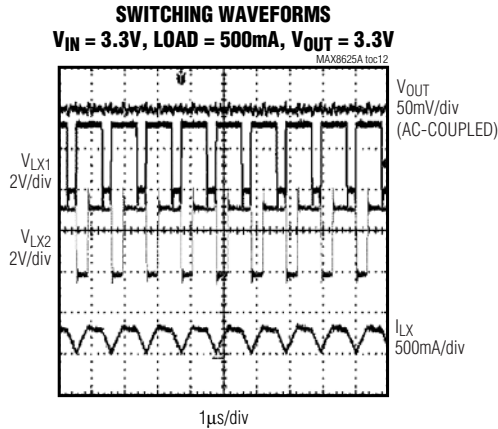 SWITCHING WAVEFORMS
VIN = 3.3V, LOAD = 500mA, VOUT = 3.3V
MAX8625A toc12
VOUT
50mV/div
(AC-COUPLED)
VLX1
2V/div
VLX2
2V/div
ILX
500mA/div
1µs/div